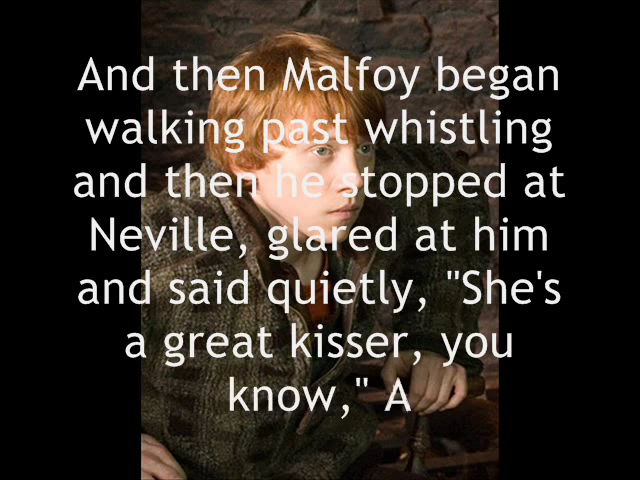 And then Malfoy began
walking past whistling
and then he stopped at
Neville, glared at him
and said quietly, "She's
a great kisser, you
know," A